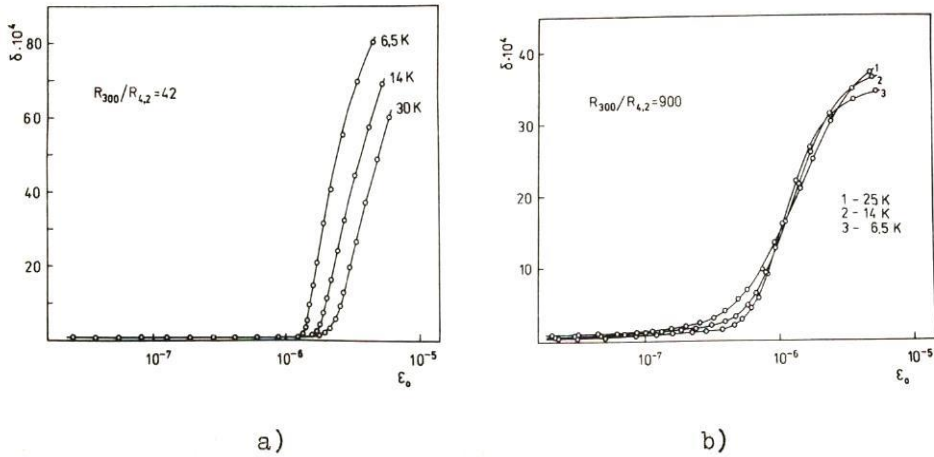 δ·10⁴
80
60
40
20
R₃₀₀/R₄,₂=42
6,5 K
14 K
30 K
10⁻⁷
10⁻⁶
10⁻⁵
ε₀
a)
δ·10⁴
40
30
20
10
R₃₀₀/R₄,₂=900
1
2
3
1 - 25 K
2 - 14 K
3 - 6,5 K
10⁻⁷
10⁻⁶
10⁻⁵
ε₀
b)